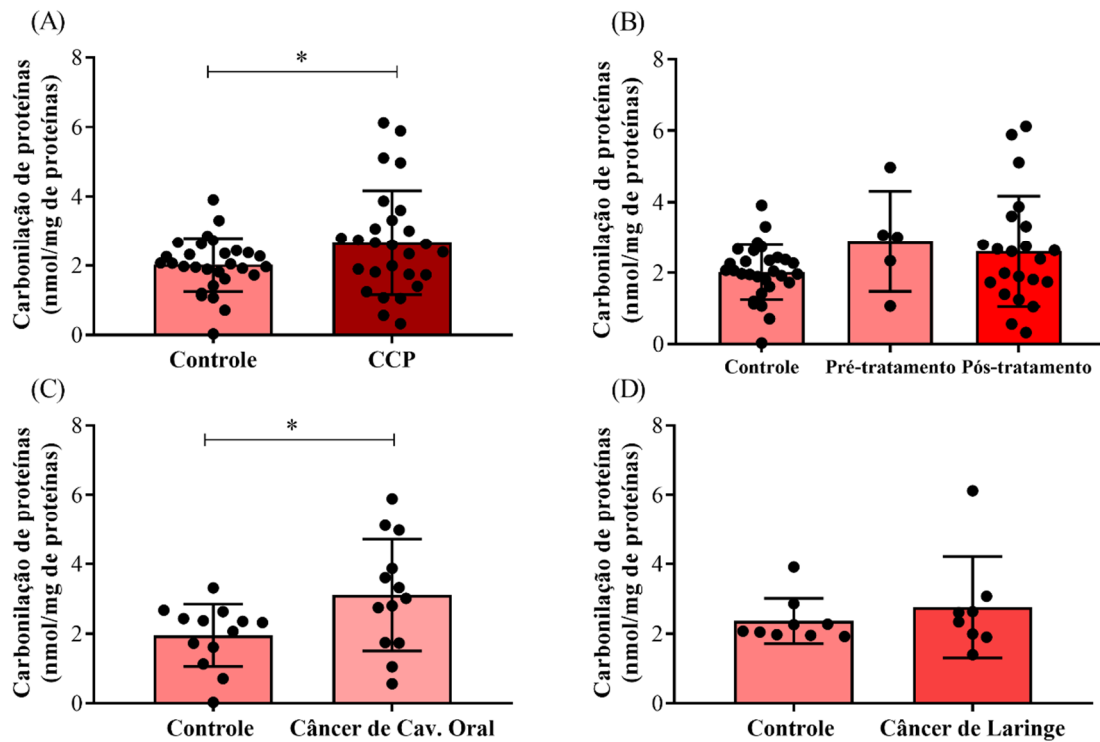 (A)
Carbonilação de proteínas
(nmol/mg de proteínas)
8
6
4
2
0
*
Controle
CCP
(B)
Carbonilação de proteínas
(nmol/mg de proteínas)
8
6
4
2
0
Controle
Pré-tratamento
Pós-tratamento
(C)
Carbonilação de proteínas
(nmol/mg de proteínas)
8
6
4
2
0
*
Controle
Câncer de Cav. Oral
(D)
Carbonilação de proteínas
(nmol/mg de proteínas)
8
6
4
2
0
Controle
Câncer de Laringe